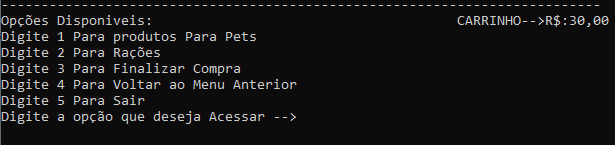 ---------------------------------------------------------------------------
Opções Disponiveis: CARRINHO-->R$:30,00
Digite 1 Para produtos Para Pets
Digite 2 Para Rações
Digite 3 Para Finalizar Compra
Digite 4 Para Voltar ao Menu Anterior
Digite 5 Para Sair
Digite a opção que deseja Acessar -->